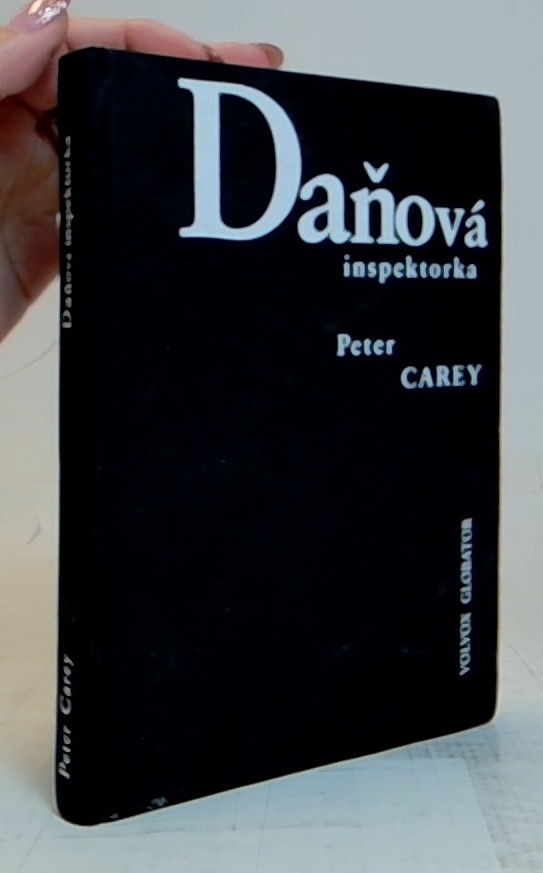 Daňová
inspektorka
Peter
CAREY
VOLVOX GLOBATOR
Daňová inspektorka
Peter Carey